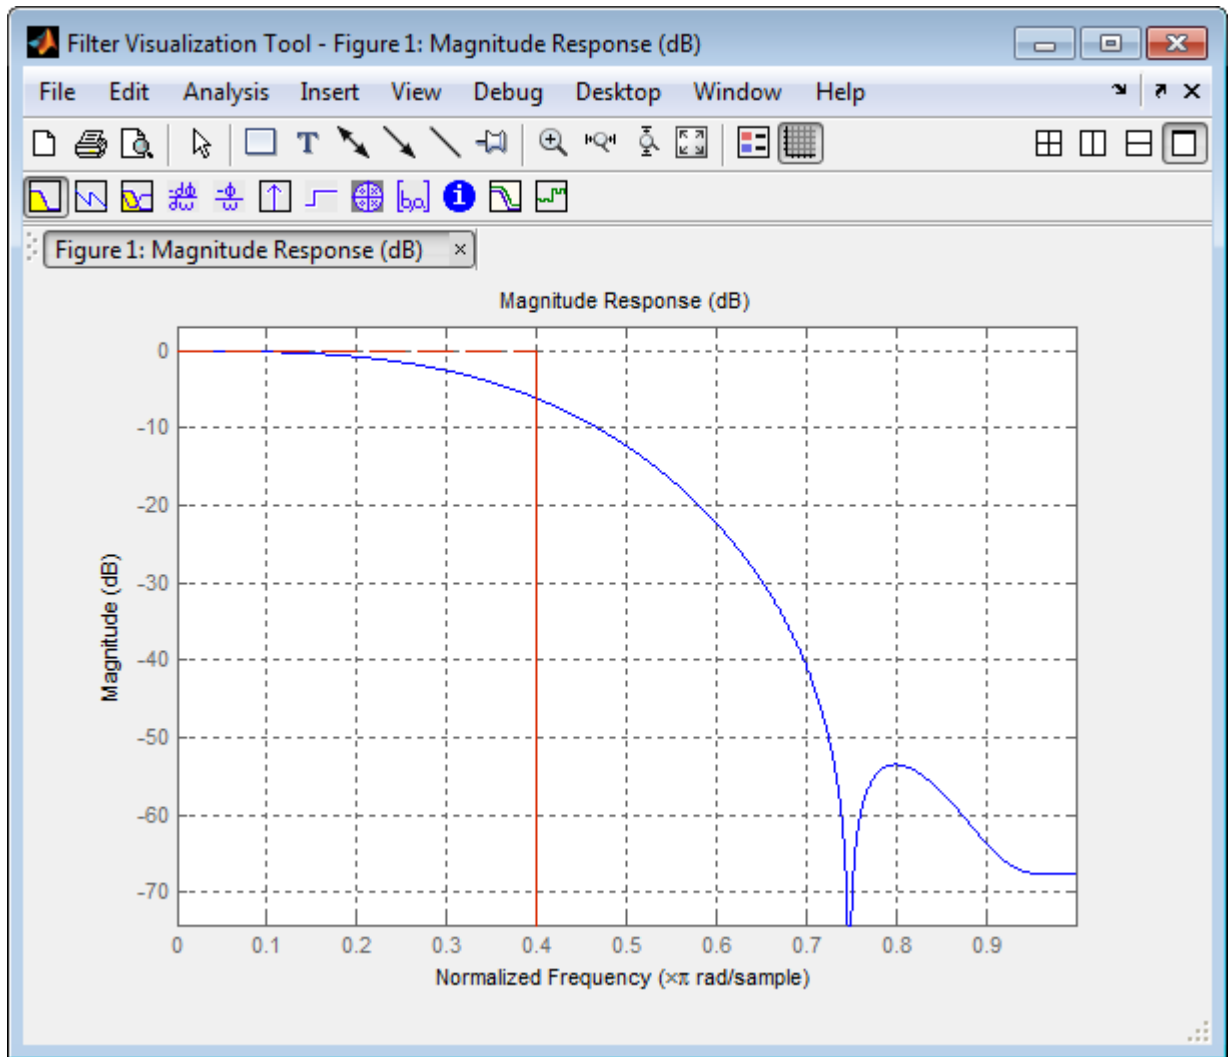 Filter Visualization Tool - Figure 1: Magnitude Response (dB)
File Edit Analysis Insert View Debug Desktop Window Help
T
-dϕ/dω -ϕ/ω [b,a] i
Figure 1: Magnitude Response (dB) ×
Magnitude Response (dB)
0
-10
-20
-30
-40
-50
-60
-70
Magnitude (dB)
0 0.1 0.2 0.3 0.4 0.5 0.6 0.7 0.8 0.9
Normalized Frequency (×π rad/sample)